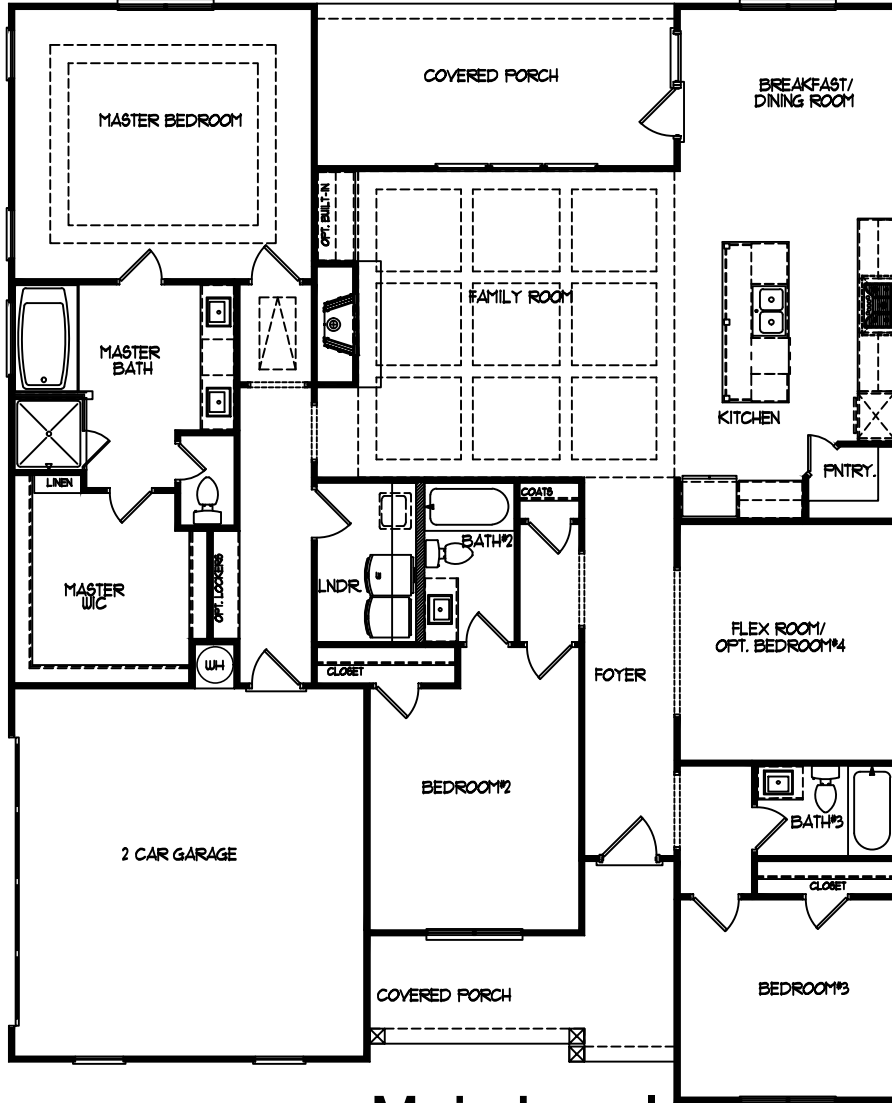 COVERED PORCH
BREAKFAST/
DINING ROOM
MASTER BEDROOM
OPT. BUILT-IN
FAMILY ROOM
MASTER
BATH
KITCHEN
PNTRY.
LINEN
COATS
BATH#2
OPT. LOCKERS
LNDR.
MASTER
WIC
FLEX ROOM/
OPT. BEDROOM#4
WH
CLOSET
FOYER
BEDROOM#2
BATH#3
2 CAR GARAGE
CLOSET
BEDROOM#3
COVERED PORCH